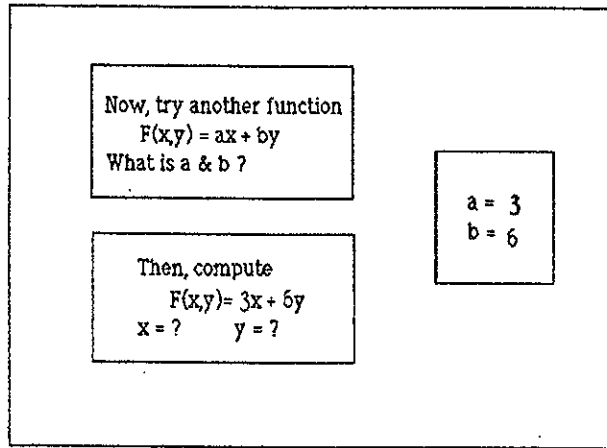 Now, try another function
F(x,y) = ax + by
What is a & b ?
a = 3
b = 6
Then, compute
F(x,y)= 3x + 6y
x = ? y = ?